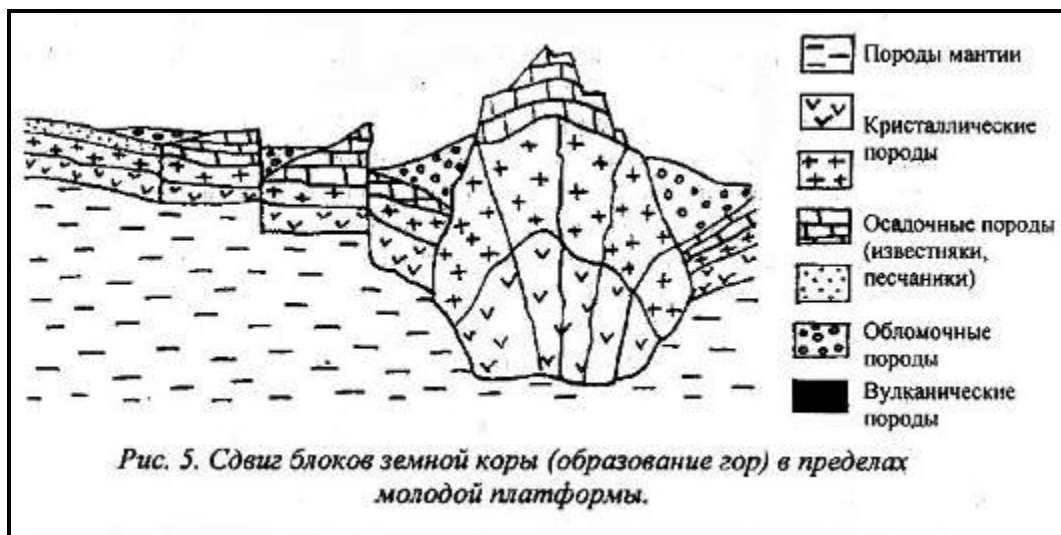 Породы мантии
Кристаллические
породы
Осадочные породы
(известняки,
песчаники)
Обломочные
породы
Вулканические
породы
Рис. 5. Сдвиг блоков земной коры (образование гор) в пределах
молодой платформы.